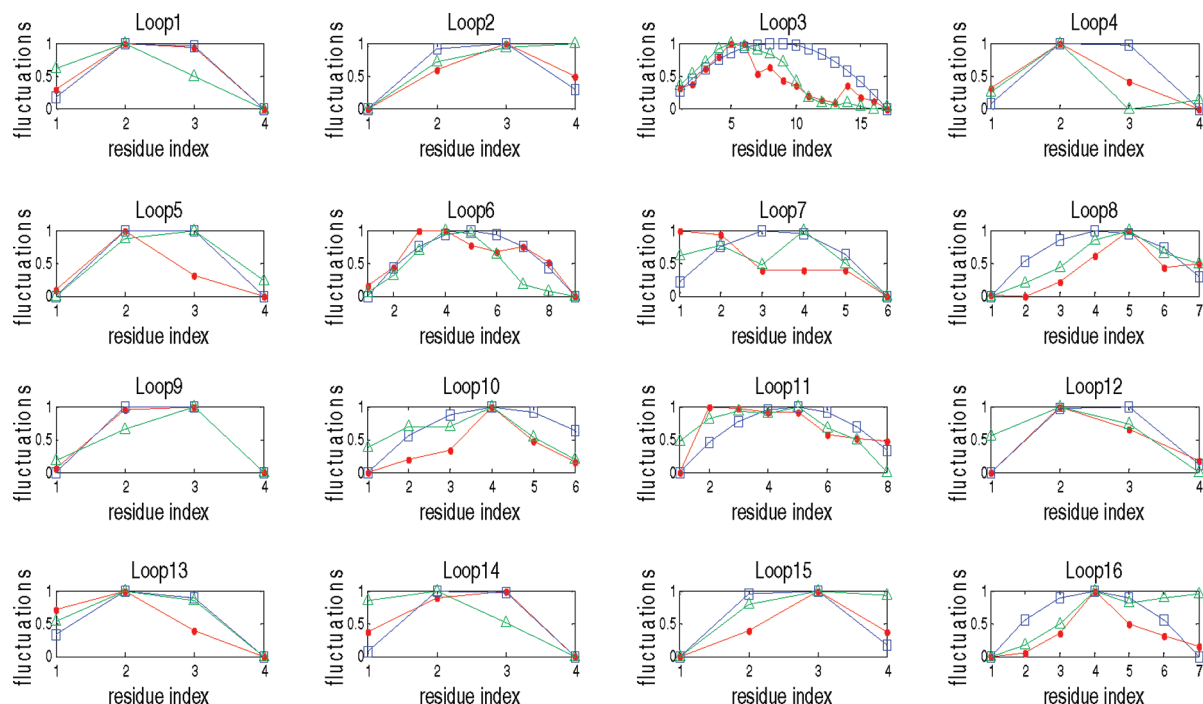 Loop1 Loop2 Loop3 Loop4
fluctuations 1 0.5 0 fluctuations 1 0.5 0 fluctuations 1 0.5 0 fluctuations 1 0.5 0
1 2 3 4 1 2 3 4 5 10 15 1 2 3 4
residue index residue index residue index residue index
Loop5 Loop6 Loop7 Loop8
fluctuations 1 0.5 0 fluctuations 1 0.5 0 fluctuations 1 0.5 0 fluctuations 1 0.5 0
1 2 3 4 2 4 6 8 1 2 3 4 5 6 1 2 3 4 5 6 7
residue index residue index residue index residue index
Loop9 Loop10 Loop11 Loop12
fluctuations 1 0.5 0 fluctuations 1 0.5 0 fluctuations 1 0.5 0 fluctuations 1 0.5 0
1 2 3 4 1 2 3 4 5 6 2 4 6 8 1 2 3 4
residue index residue index residue index residue index
Loop13 Loop14 Loop15 Loop16
fluctuations 1 0.5 0 fluctuations 1 0.5 0 fluctuations 1 0.5 0 fluctuations 1 0.5 0
1 2 3 4 1 2 3 4 1 2 3 4 1 2 3 4 5 6 7
residue index residue index residue index residue index